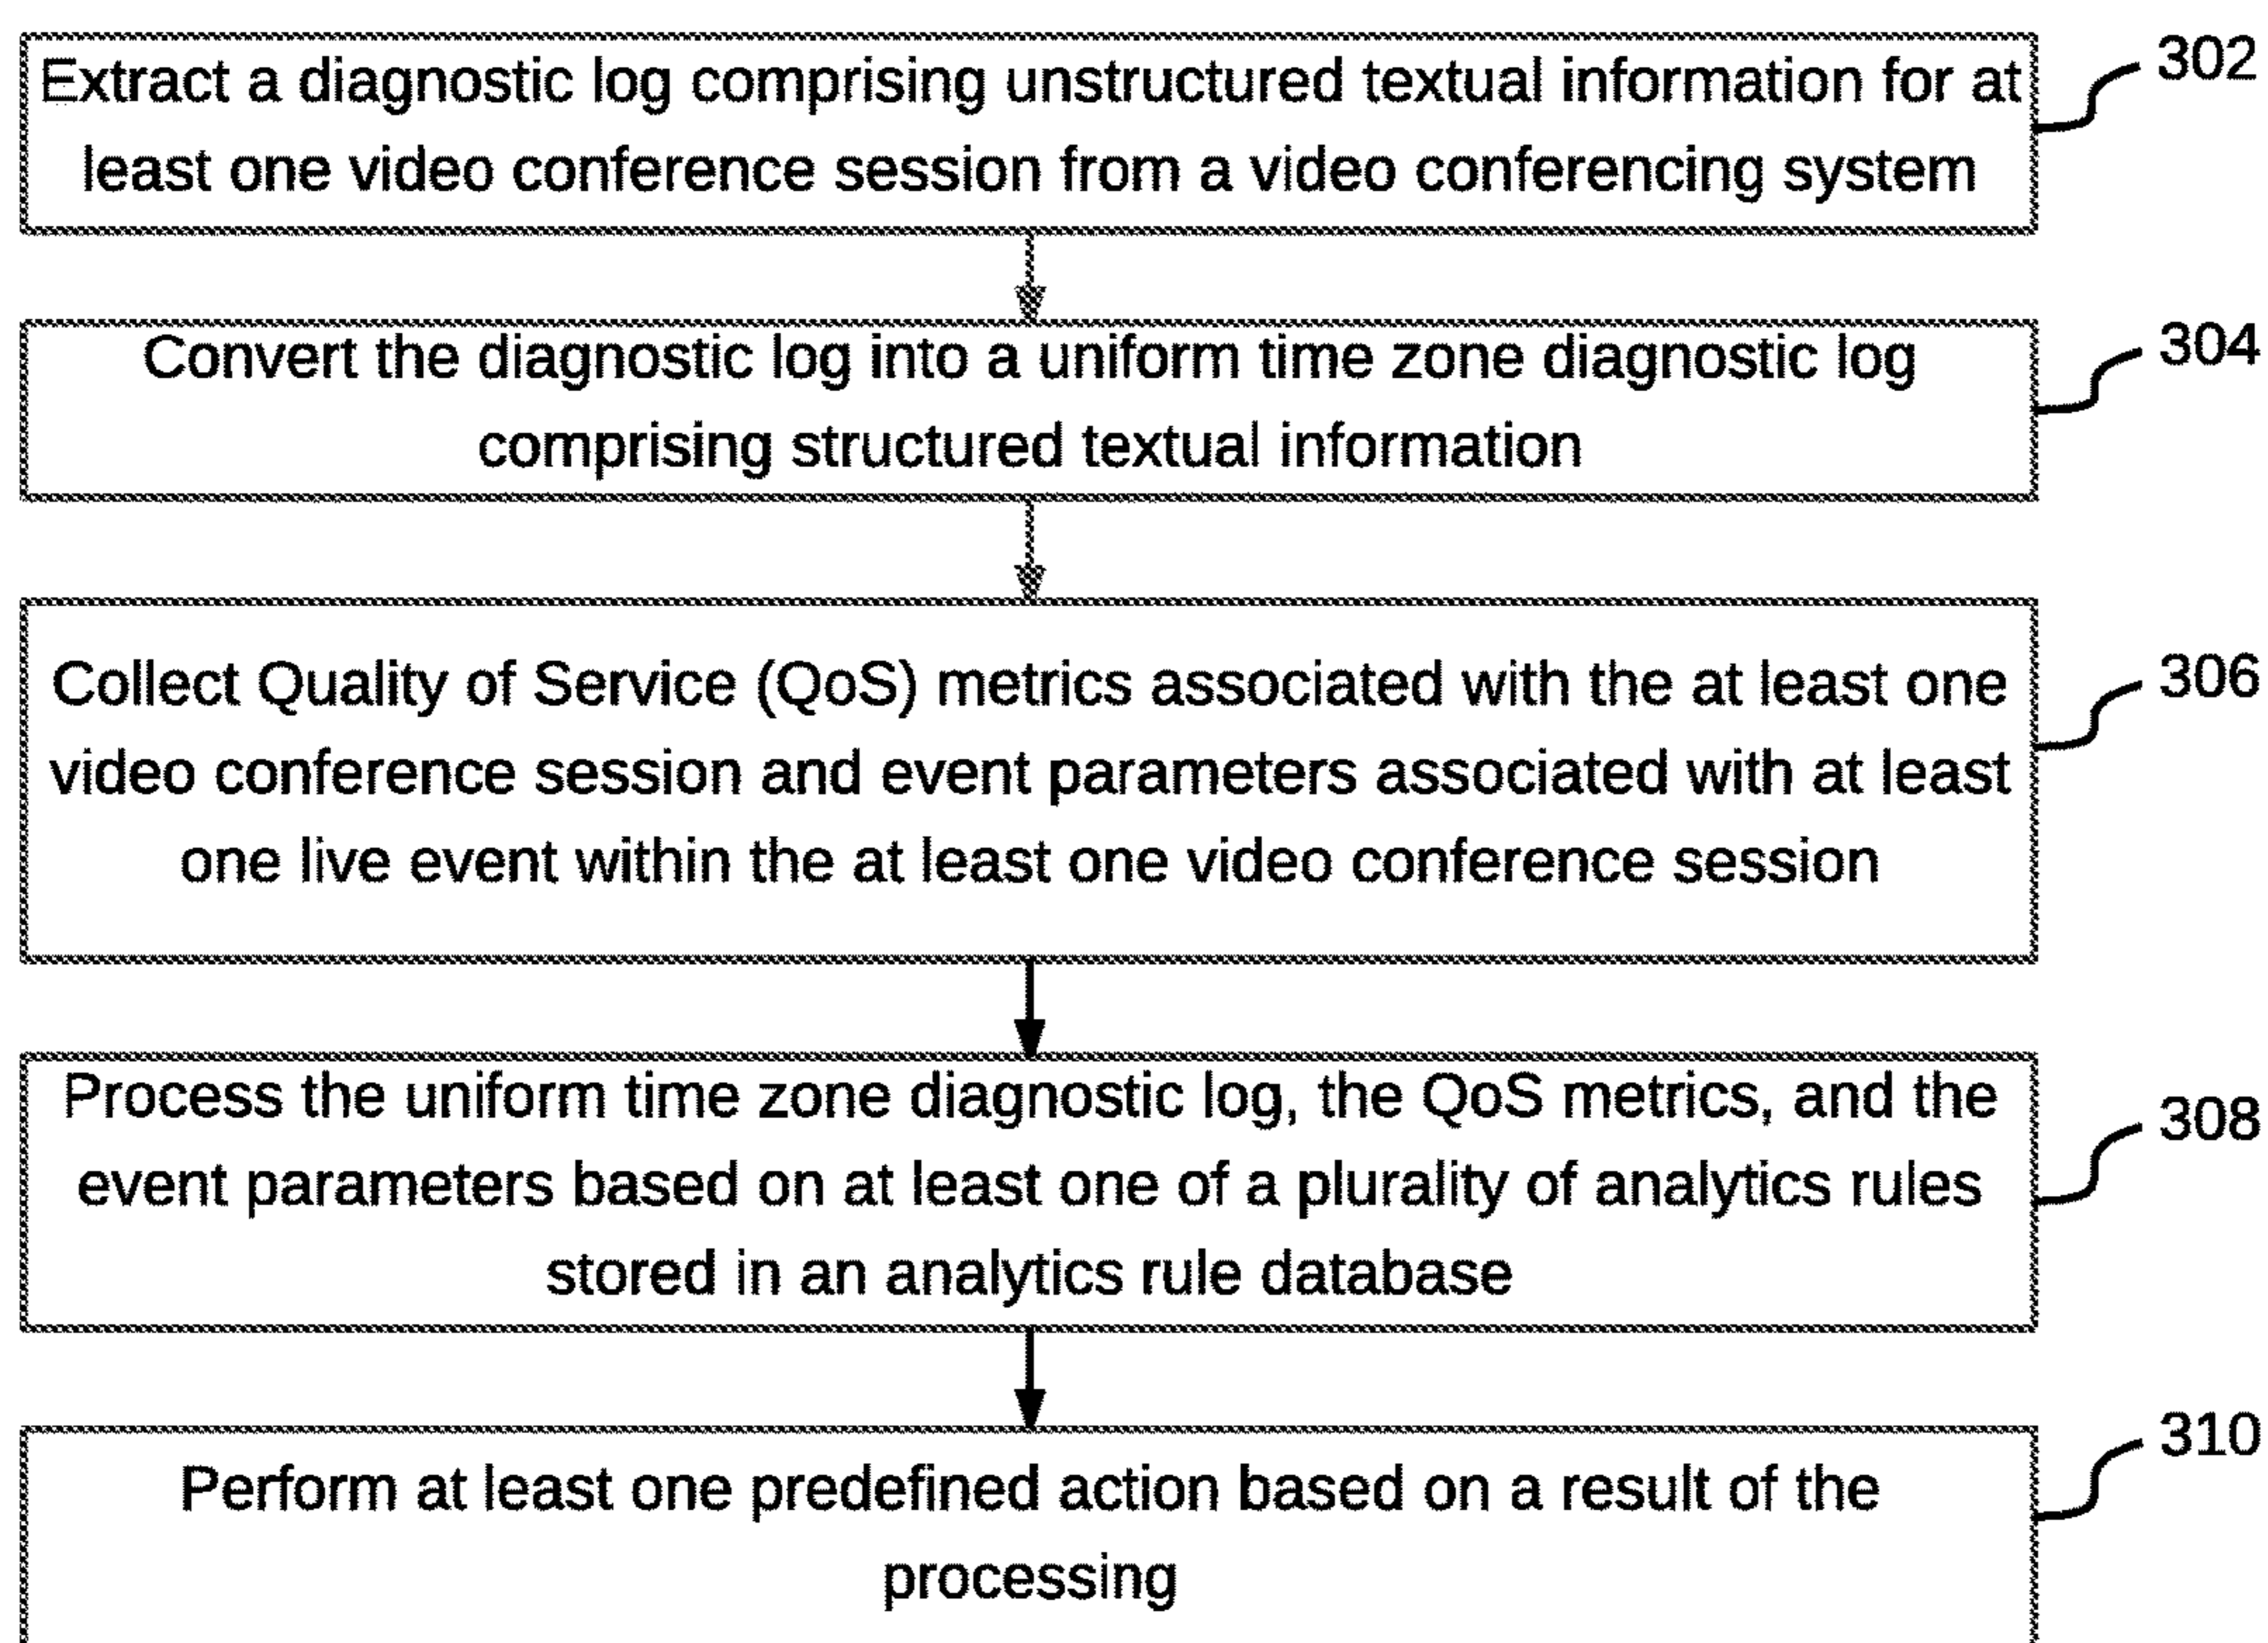 Extract a diagnostic log comprising unstructured textual information for at
least one video conference session from a video conferencing system
302
Convert the diagnostic log into a uniform time zone diagnostic log
comprising structured textual information
304
Collect Quality of Service (QoS) metrics associated with the at least one
video conference session and event parameters associated with at least
one live event within the at least one video conference session
306
Process the uniform time zone diagnostic log, the QoS metrics, and the
event parameters based on at least one of a plurality of analytics rules
stored in an analytics rule database
308
Perform at least one predefined action based on a result of the
processing
310